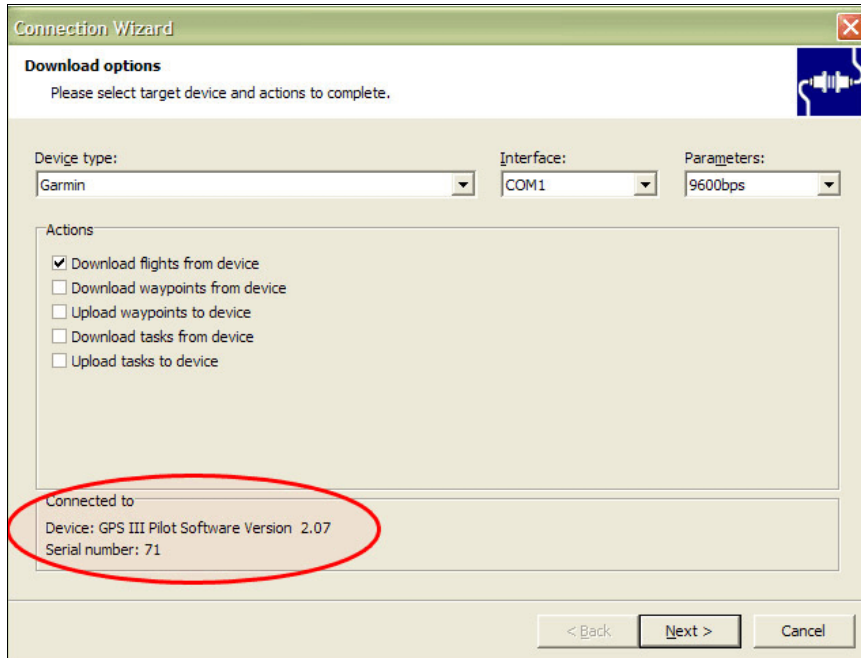 Connection Wizard
Download options
Please select target device and actions to complete.
Device type: Interface: Parameters:
Garmin COM1 9600bps
Actions
Download flights from device
Download waypoints from device
Upload waypoints to device
Download tasks from device
Upload tasks to device
Connected to
Device: GPS III Pilot Software Version 2.07
Serial number: 71
< Back Next > Cancel